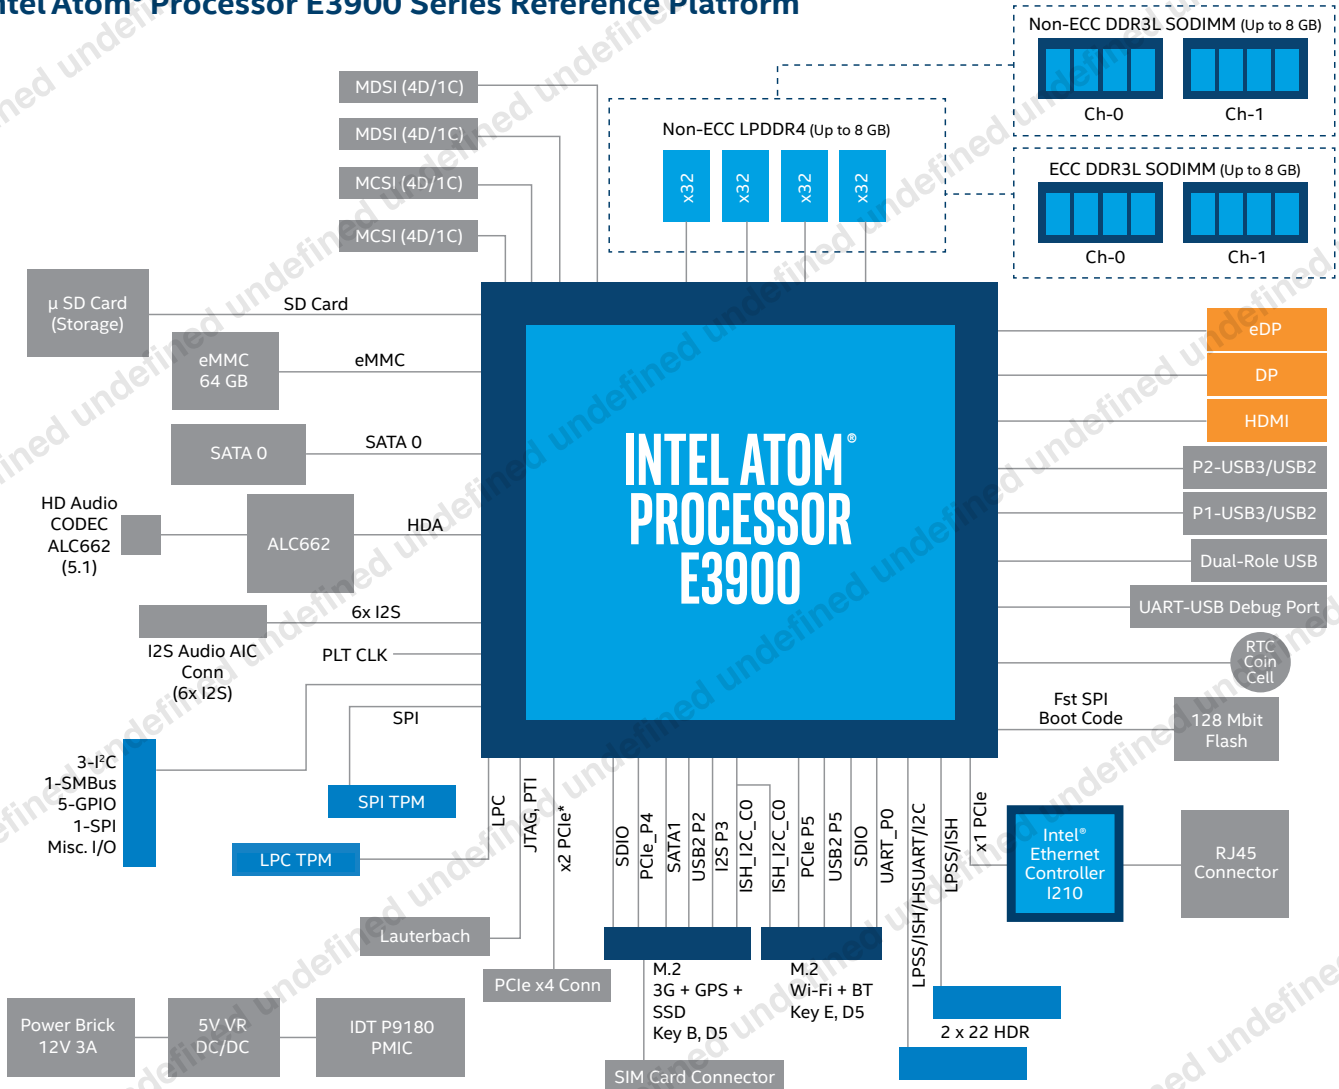 Intel Atom® Processor E3900 Series Reference Platform
Non-ECC DDR3L SODIMM (Up to 8 GB)
Ch-0
Ch-1
ECC DDR3L SODIMM (Up to 8 GB)
Ch-0
Ch-1
Non-ECC LPDDR4 (Up to 8 GB)
x32
x32
x32
x32
MDSI (4D/1C)
MDSI (4D/1C)
MCSI (4D/1C)
MCSI (4D/1C)
µ SD Card
(Storage)
SD Card
eMMC
64 GB
eMMC
SATA 0
SATA 0
HD Audio
CODEC
ALC662
(5.1)
ALC662
HDA
6x I2S
I2S Audio AIC
Conn
(6x I2S)
PLT CLK
SPI
3-I²C
1-SMBus
5-GPIO
1-SPI
Misc. I/O
SPI TPM
LPC TPM
INTEL ATOM®
PROCESSOR
E3900
eDP
DP
HDMI
P2-USB3/USB2
P1-USB3/USB2
Dual-Role USB
UART-USB Debug Port
RTC
Coin
Cell
Fst SPI
Boot Code
128 Mbit
Flash
LPC
JTAG, PTI
x2 PCIe*
SDIO
PCIe_P4
SATA1
USB2 P2
I2S P3
ISH_I2C_C0
ISH_I2C_C0
PCIe P5
USB2 P5
SDIO
UART_P0
LPSS/ISH/HSUART/I2C
LPSS/ISH
x1 PCIe
Intel®
Ethernet
Controller
I210
RJ45
Connector
Lauterbach
PCIe x4 Conn
M.2
3G + GPS +
SSD
Key B, D5
M.2
Wi-Fi + BT
Key E, D5
2 x 22 HDR
SIM Card Connector
Power Brick
12V 3A
5V VR
DC/DC
IDT P9180
PMIC
undefined undefined undefined undefined